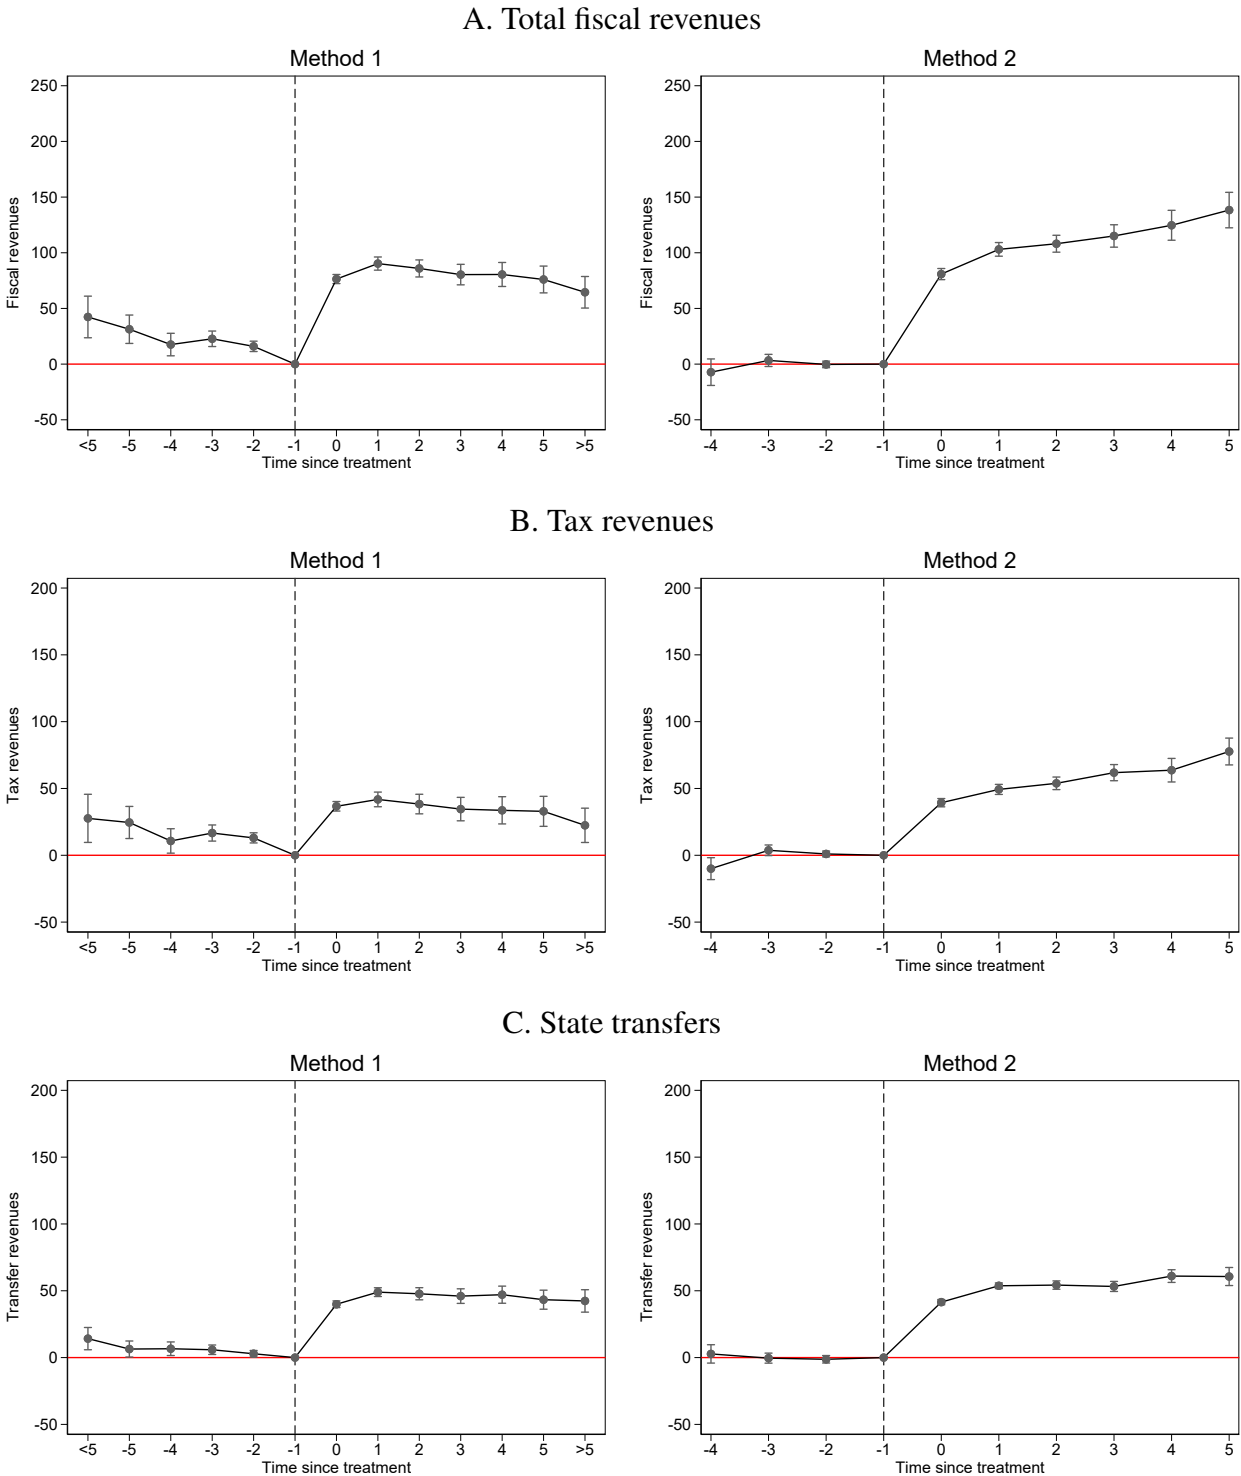 A. Total fiscal revenues
Method 1
Method 2
Fiscal revenues
250
200
150
100
50
0
-50
<5 -5 -4 -3 -2 -1 0 1 2 3 4 5 >5
Time since treatment
Fiscal revenues
250
200
150
100
50
0
-50
-4 -3 -2 -1 0 1 2 3 4 5
Time since treatment
B. Tax revenues
Method 1
Method 2
Tax revenues
200
150
100
50
0
-50
<5 -5 -4 -3 -2 -1 0 1 2 3 4 5 >5
Time since treatment
Tax revenues
200
150
100
50
0
-50
-4 -3 -2 -1 0 1 2 3 4 5
Time since treatment
C. State transfers
Method 1
Method 2
Transfer revenues
200
150
100
50
0
-50
<5 -5 -4 -3 -2 -1 0 1 2 3 4 5 >5
Time since treatment
Transfer revenues
200
150
100
50
0
-50
-4 -3 -2 -1 0 1 2 3 4 5
Time since treatment